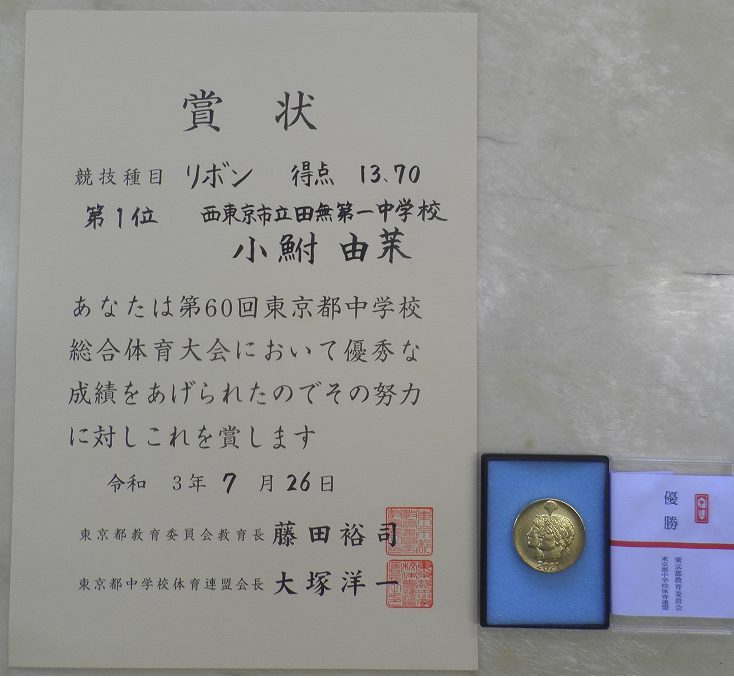 賞状
競技種目 リボン 得点 13.70
第1位 西東京市立田無第一中学校
小鮒 由茉
あなたは第60回東京都中学校
総合体育大会において優秀な
成績をあげられたのでその努力
に対しこれを賞します
令和 3年 7月 26日
東京都教育委員会教育長 藤田裕司
東京都中学校体育連盟会長 大塚洋一
2021
優勝
東京都教育委員会
東京都中学校体育連盟